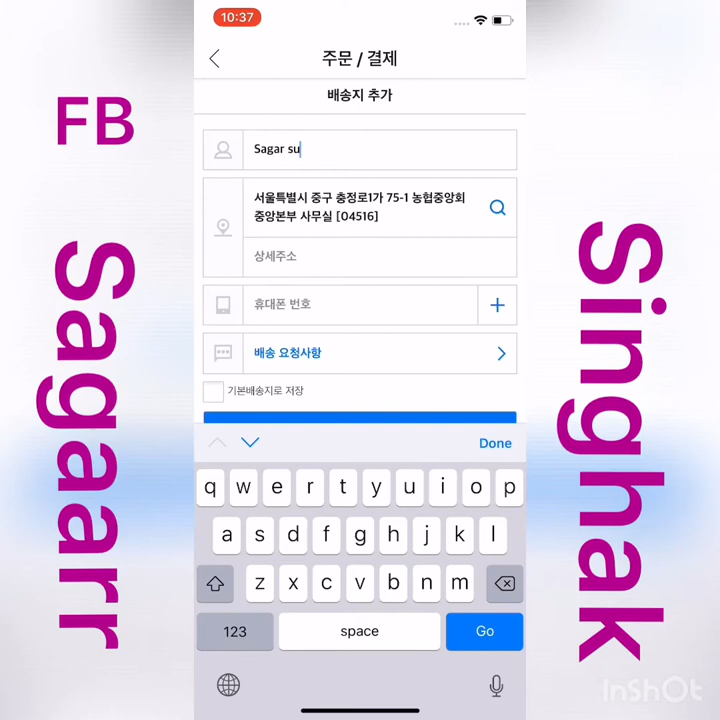 FB
Sagaarr
Singhak
10:37
주문 / 결제
배송지 추가
Sagar su
서울특별시 중구 충정로1가 75-1 농협중앙회
중앙본부 사무실 [04516]
상세주소
휴대폰 번호
배송 요청사항
기본배송지로 저장
Done
q w e r t y u i o p
a s d f g h j k l
z x c v b n m
123 space Go
InShOt